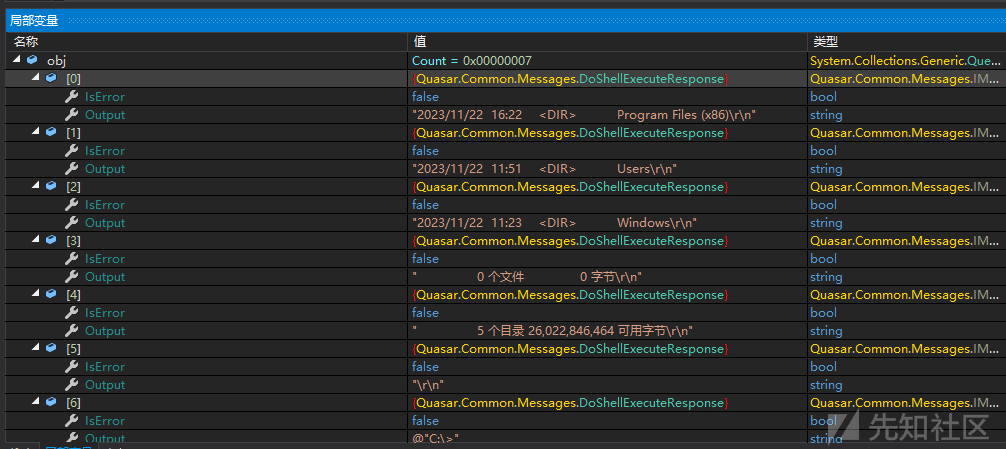 局部变量
名称 值 类型
obj Count = 0x00000007 System.Collections.Generic.Que...
[0] {Quasar.Common.Messages.DoShellExecuteResponse} Quasar.Common.Messages.IM...
IsError false bool
Output "2023/11/22  16:22    <DIR>          Program Files (x86)\r\n" string
[1] {Quasar.Common.Messages.DoShellExecuteResponse} Quasar.Common.Messages.IM...
IsError false bool
Output "2023/11/22  11:51    <DIR>          Users\r\n" string
[2] {Quasar.Common.Messages.DoShellExecuteResponse} Quasar.Common.Messages.IM...
IsError false bool
Output "2023/11/22  11:23    <DIR>          Windows\r\n" string
[3] {Quasar.Common.Messages.DoShellExecuteResponse} Quasar.Common.Messages.IM...
IsError false bool
Output "               0 个文件              0 字节\r\n" string
[4] {Quasar.Common.Messages.DoShellExecuteResponse} Quasar.Common.Messages.IM...
IsError false bool
Output "               5 个目录 26,022,846,464 可用字节\r\n" string
[5] {Quasar.Common.Messages.DoShellExecuteResponse} Quasar.Common.Messages.IM...
IsError false bool
Output "\r\n" string
[6] {Quasar.Common.Messages.DoShellExecuteResponse} Quasar.Common.Messages.IM...
IsError false bool
Output @"C:\>" string
先知社区